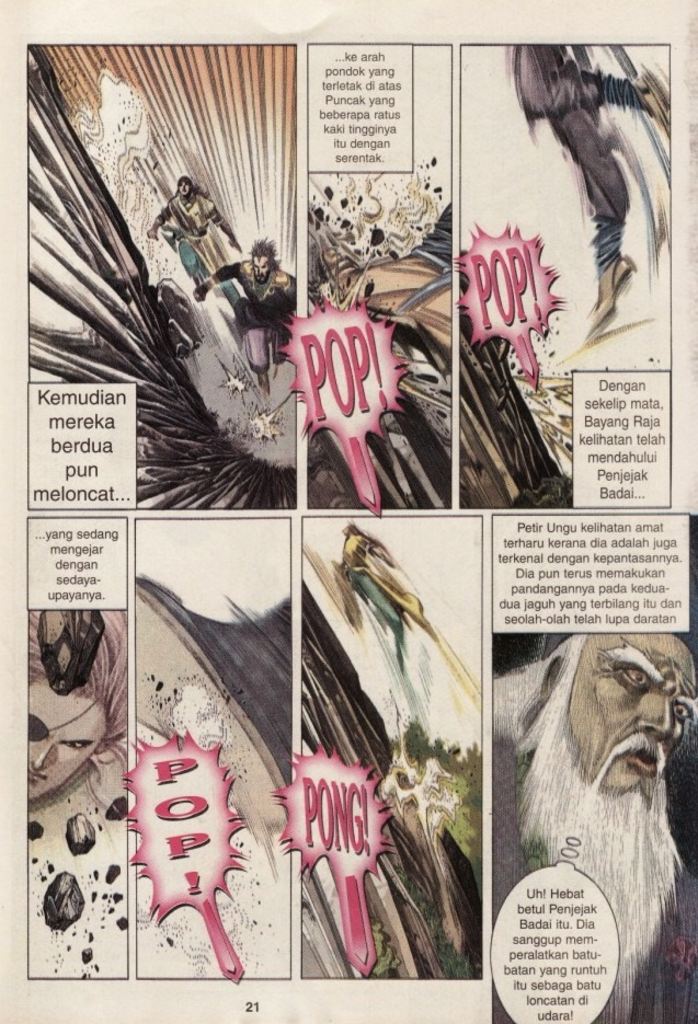 Kemudian
mereka
berdua
pun
meloncat...
...ke arah
pondok yang
terletak di atas
Puncak yang
beberapa ratus
kaki tingginya
itu dengan
serentak.
POP!
POP!
Dengan
sekelip mata,
Bayang Raja
kelihatan telah
mendahului
Penjejak
Badai...
...yang sedang
mengejar
dengan
sedaya-
upayanya.
POP!
PONG!
Petir Ungu kelihatan amat
terharu kerana dia adalah juga
terkenal dengan kepantasannya.
Dia pun terus memakukan
pandangannya pada kedua-
dua jaguh yang terbilang itu dan
seolah-olah telah lupa daratan
Uh! Hebat
betul Penjejak
Badai itu. Dia
sanggup mem-
peralatkan batu-
batan yang runtuh
itu sebaga batu
loncatan di
udara!
21